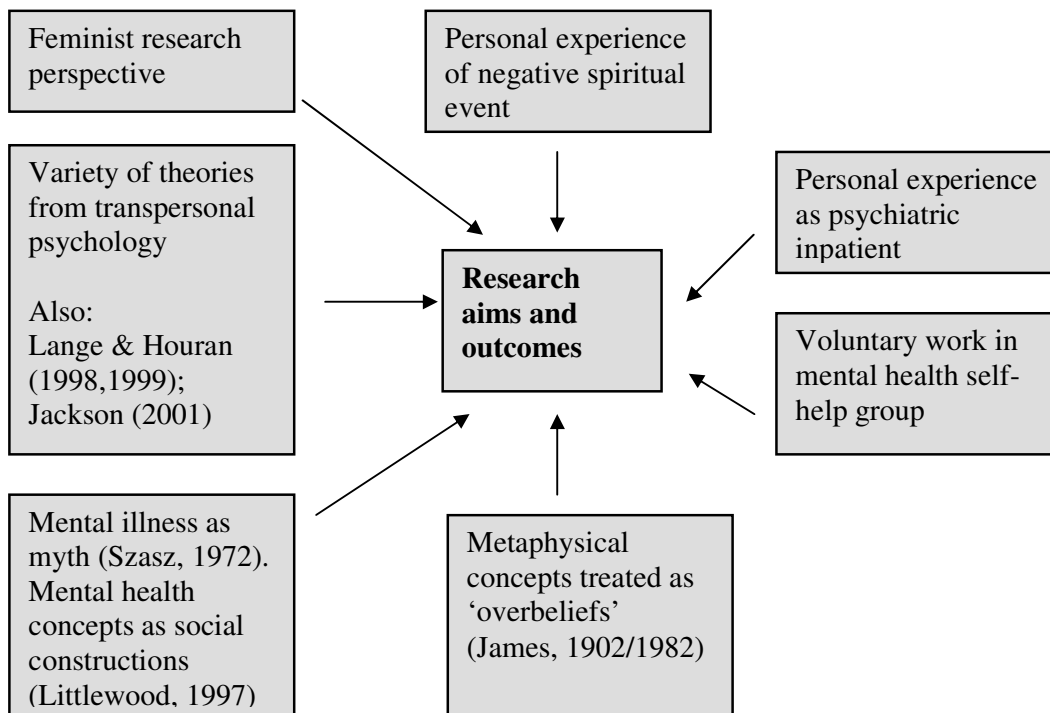 Feminist research
perspective
Personal experience
of negative spiritual
event
Variety of theories
from transpersonal
psychology
Also:
Lange & Houran
(1998,1999);
Jackson (2001)
Personal experience
as psychiatric
inpatient
Research
aims and
outcomes
Voluntary work in
mental health self-
help group
Mental illness as
myth (Szasz, 1972).
Mental health
concepts as social
constructions
(Littlewood, 1997)
Metaphysical
concepts treated as
‘overbeliefs’
(James, 1902/1982)